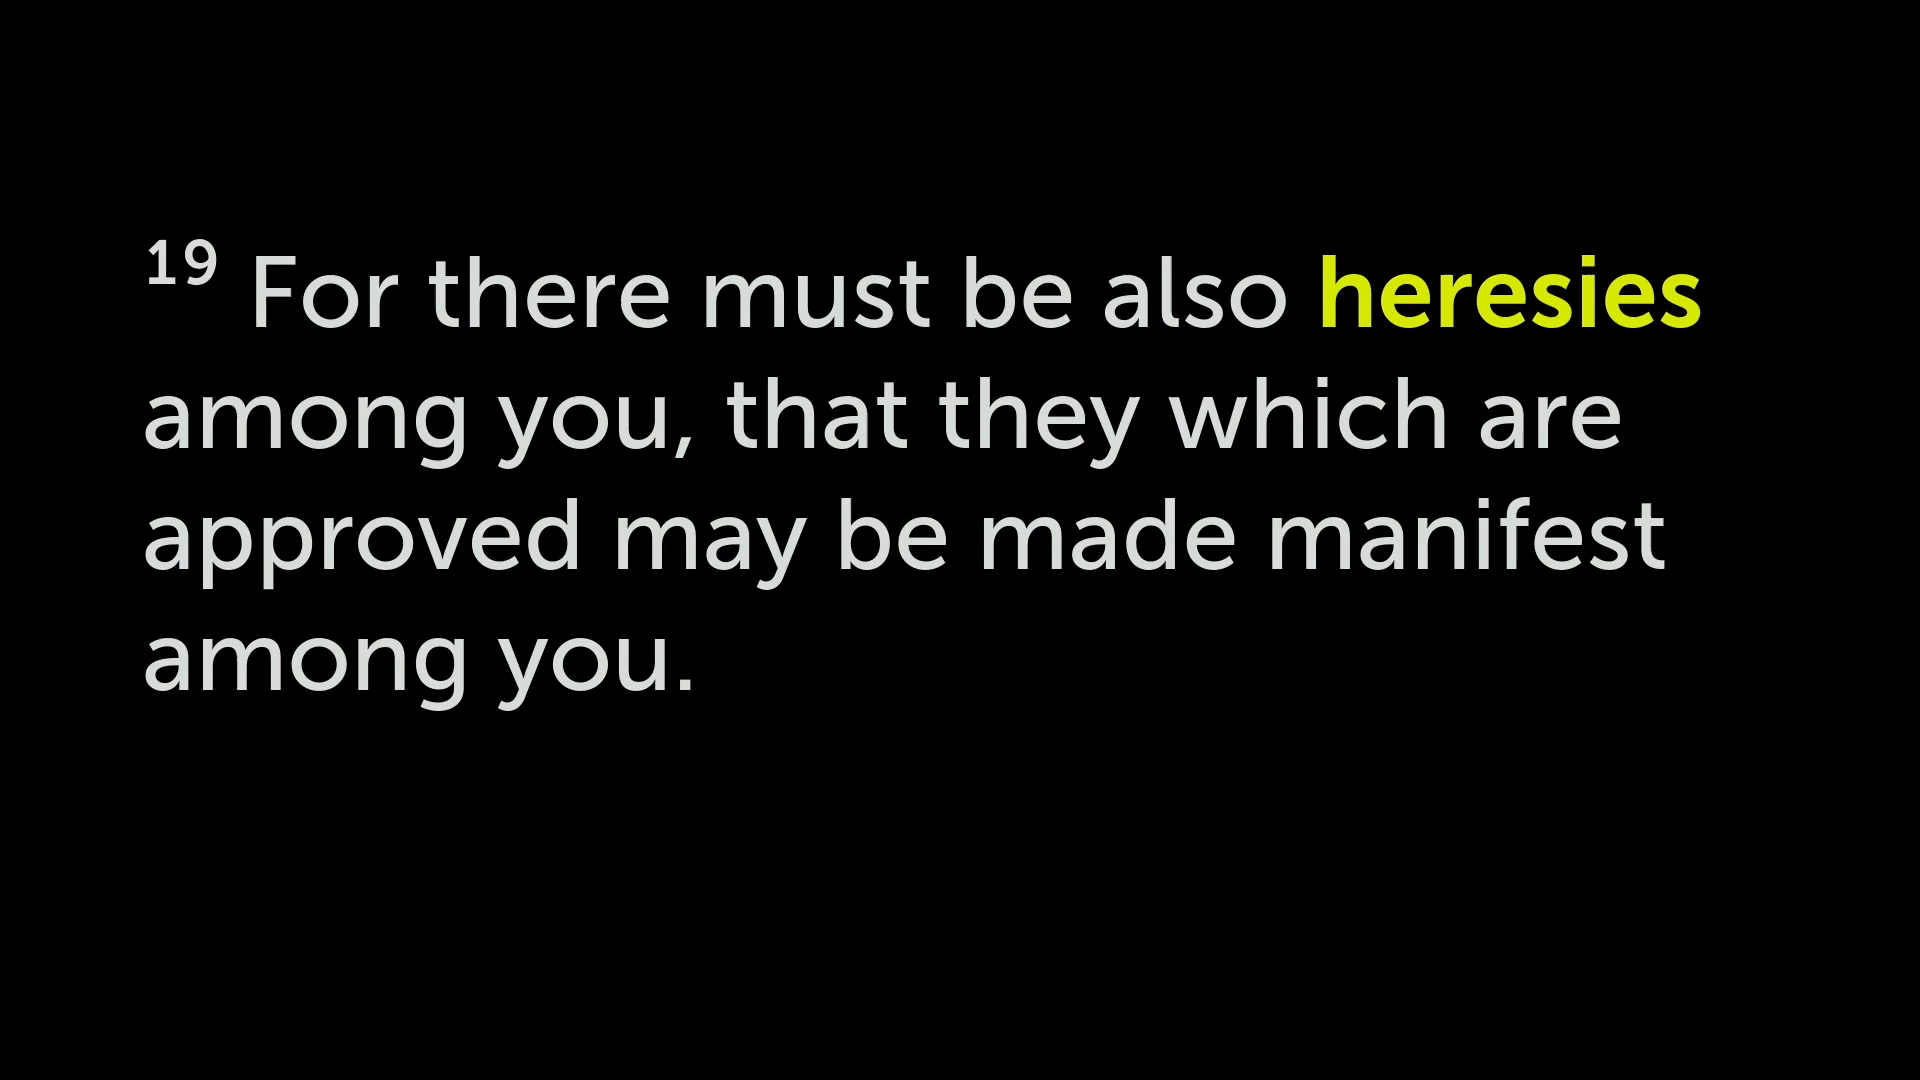 19 For there must be also heresies
among you, that they which are
approved may be made manifest
among you.